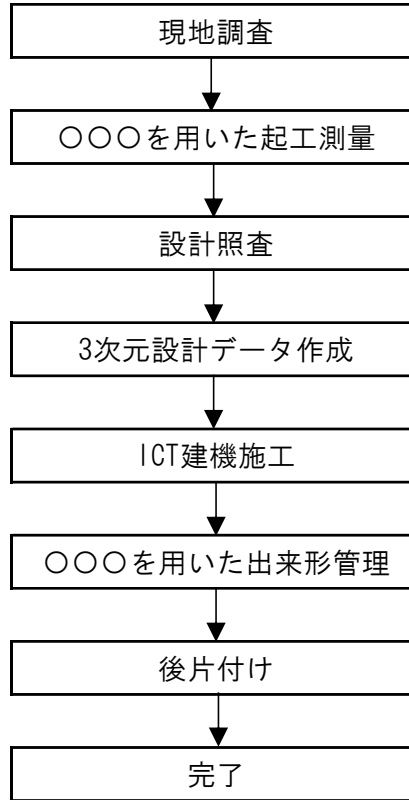 現地調査
〇〇〇を用いた起工測量
設計照査
3次元設計データ作成
ICT建機施工
〇〇〇を用いた出来形管理
後片付け
完了